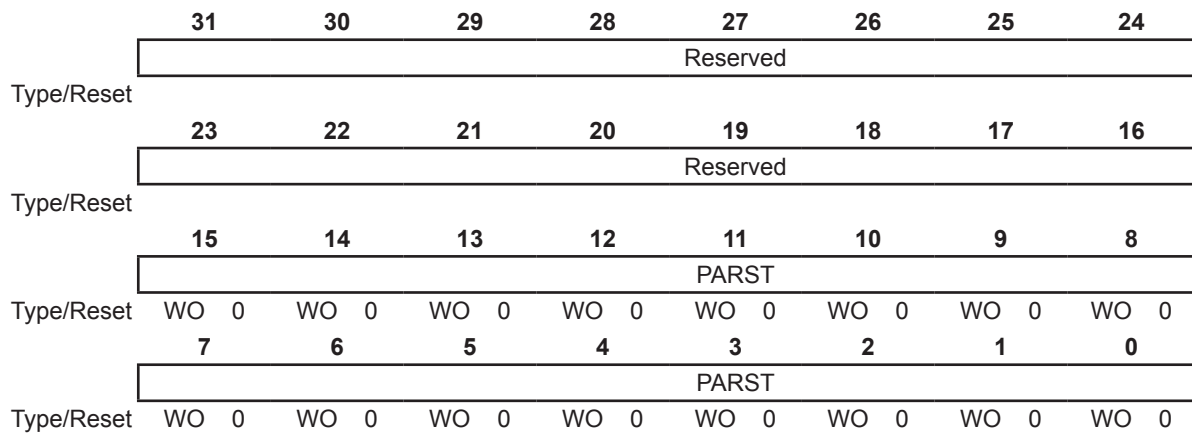 31 30 29 28 27 26 25 24
Reserved
Type/Reset
23 22 21 20 19 18 17 16
Reserved
Type/Reset
15 14 13 12 11 10 9 8
PARST
Type/Reset WO 0 WO 0 WO 0 WO 0 WO 0 WO 0 WO 0 WO 0
7 6 5 4 3 2 1 0
PARST
Type/Reset WO 0 WO 0 WO 0 WO 0 WO 0 WO 0 WO 0 WO 0